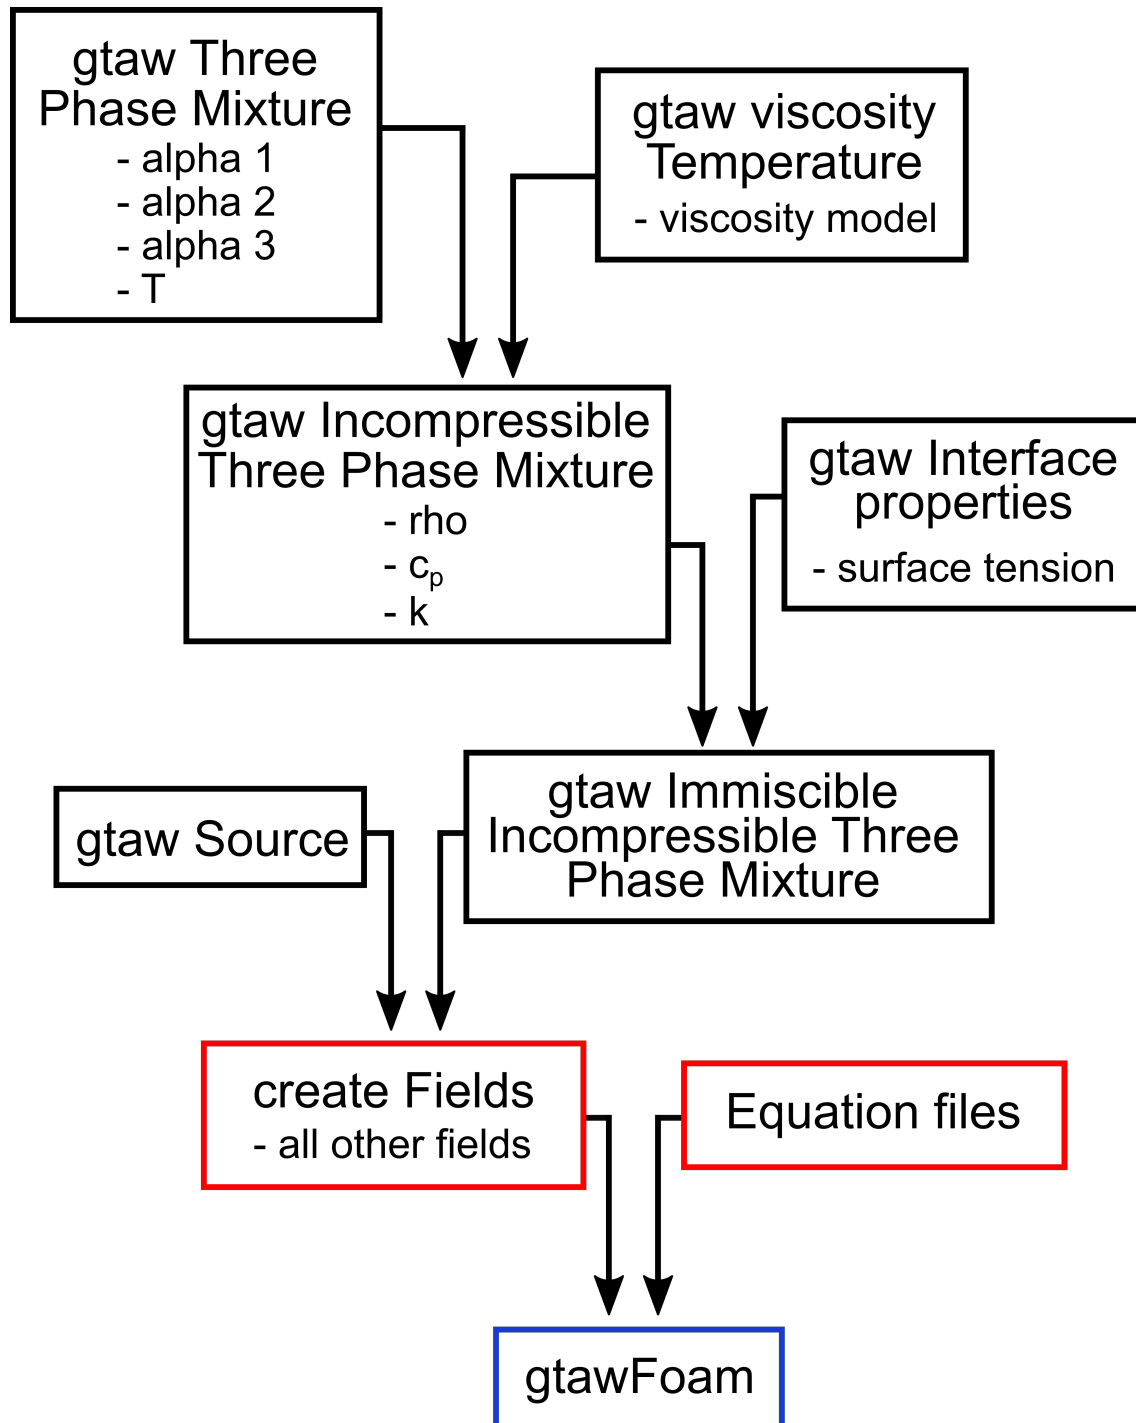 gtaw Three
Phase Mixture
- alpha 1
- alpha 2
- alpha 3
- T
gtaw viscosity
Temperature
- viscosity model
gtaw Incompressible
Three Phase Mixture
- rho
- cₚ
- k
gtaw Interface
properties
- surface tension
gtaw Source
gtaw Immiscible
Incompressible Three
Phase Mixture
create Fields
- all other fields
Equation files
gtawFoam